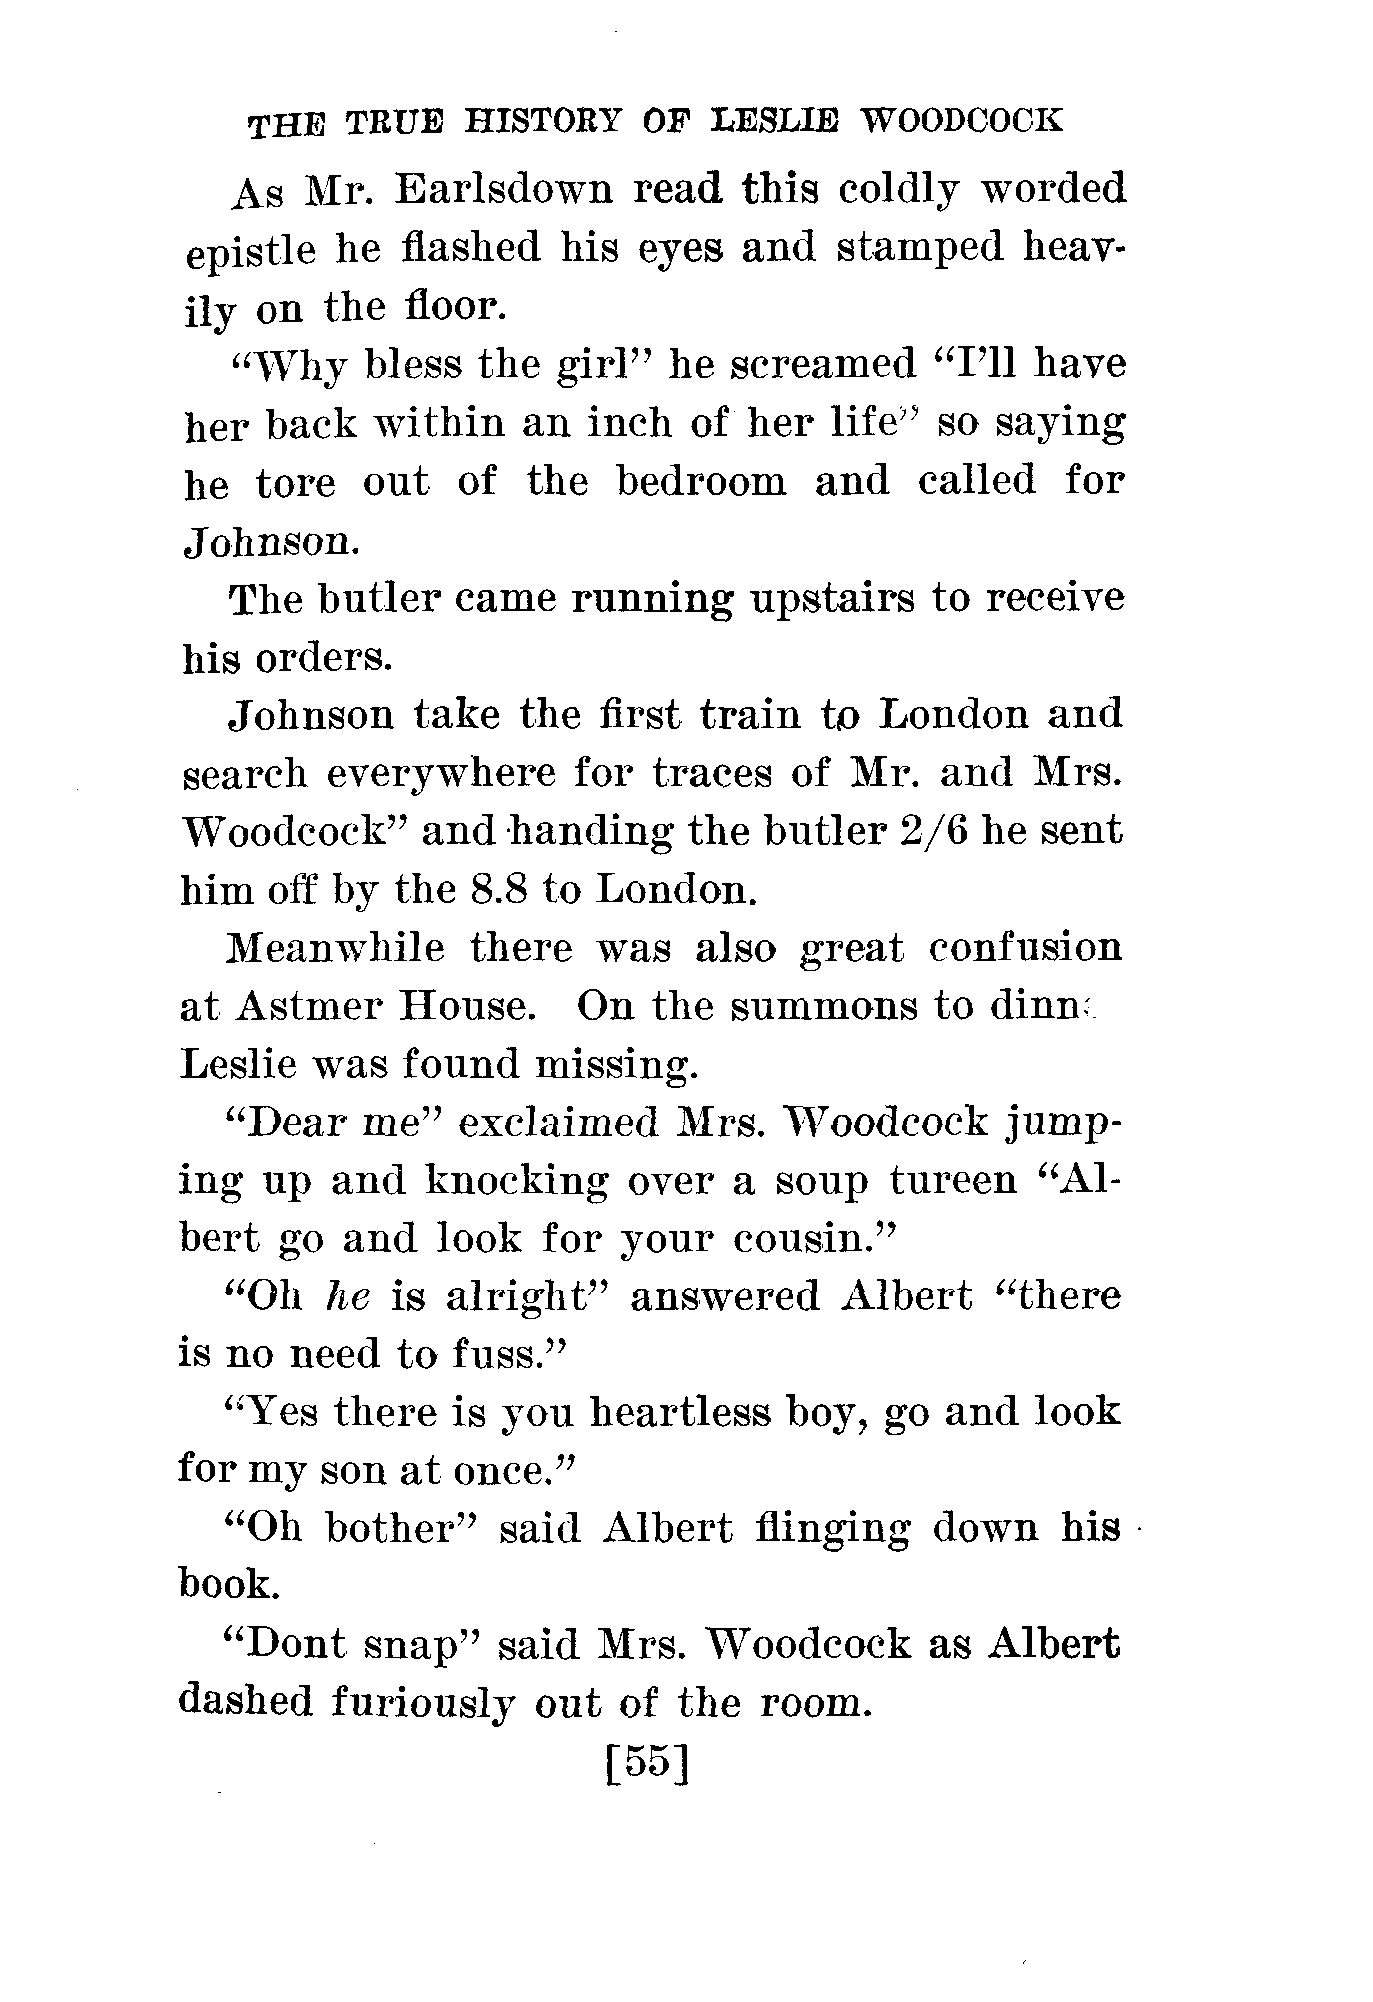 THE TRUE HISTORY OF LESLIE WOODCOCK
As Mr. Earlsdown read this coldly worded
epistle he flashed his eyes and stamped heav-
ily on the floor.
“Why bless the girl” he screamed “I’ll have
her back within an inch of her life” so saying
he tore out of the bedroom and called for
Johnson.
The butler came running upstairs to receive
his orders.
Johnson take the first train to London and
search everywhere for traces of Mr. and Mrs.
Woodcock” and handing the butler 2/6 he sent
him off by the 8.8 to London.
Meanwhile there was also great confusion
at Astmer House. On the summons to
Leslie was found missing.
“Dear me” exclaimed Mrs. Woodcock jump-
ing up and knocking over a soup tureen “Al-
bert go and look for your cousin.”
“Oh he is alright” answered Albert “there
is no need to fuss.”
“Yes there is you heartless boy, go and look
for my son at once.”
“Oh bother” said Albert flinging down his
book.
“Dont snap” said Mrs. Woodcock as Albert
dashed furiously out of the room.
[55]